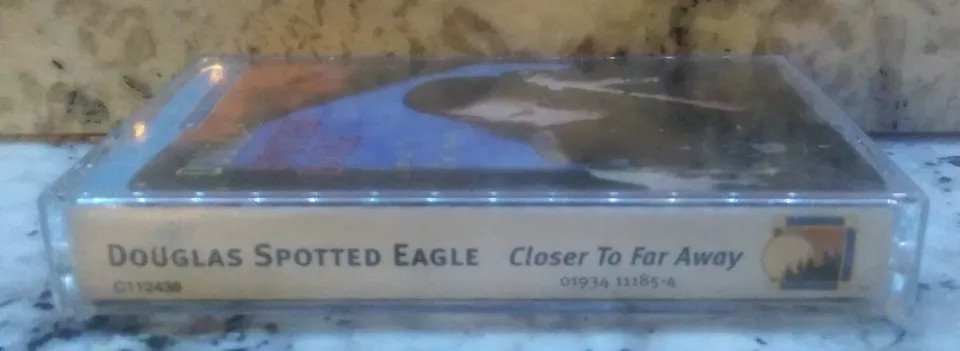 DOUGLAS SPOTTED EAGLE Closer To Far Away
01934 11185-4
C112438